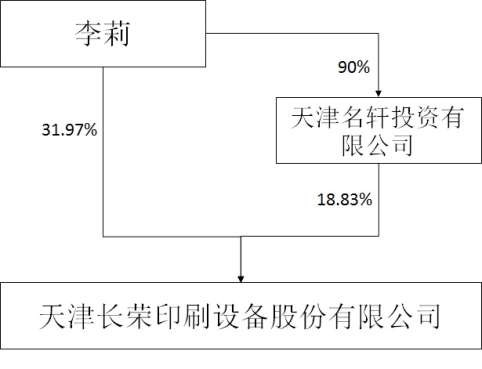 李莉
90%
天津名轩投资有
限公司
31.97%
18.83%
天津长荣印刷设备股份有限公司